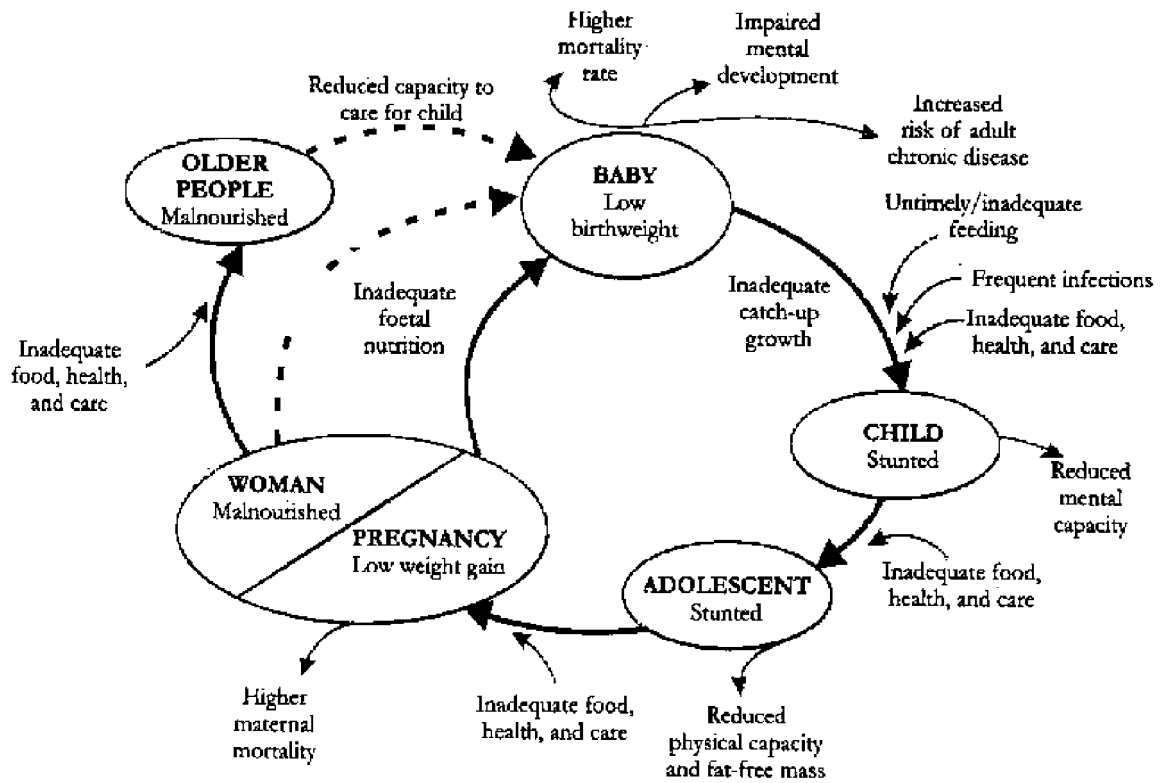 Higher
mortality
rate
Impaired
mental
development
Reduced capacity to
care for child
Increased
risk of adult
chronic disease
OLDER
PEOPLE
Malnourished
BABY
Low
birthweight
Untimely/inadequate
feeding
Inadequate
foetal
nutrition
Inadequate
catch-up
growth
Frequent infections
Inadequate food,
health, and care
Inadequate
food, health,
and care
CHILD
Stunted
WOMAN
Malnourished
Reduced
mental
capacity
PREGNANCY
Low weight gain
ADOLESCENT
Stunted
Inadequate food,
health, and care
Higher
maternal
mortality
Inadequate food,
health, and care
Reduced
physical capacity
and fat-free mass